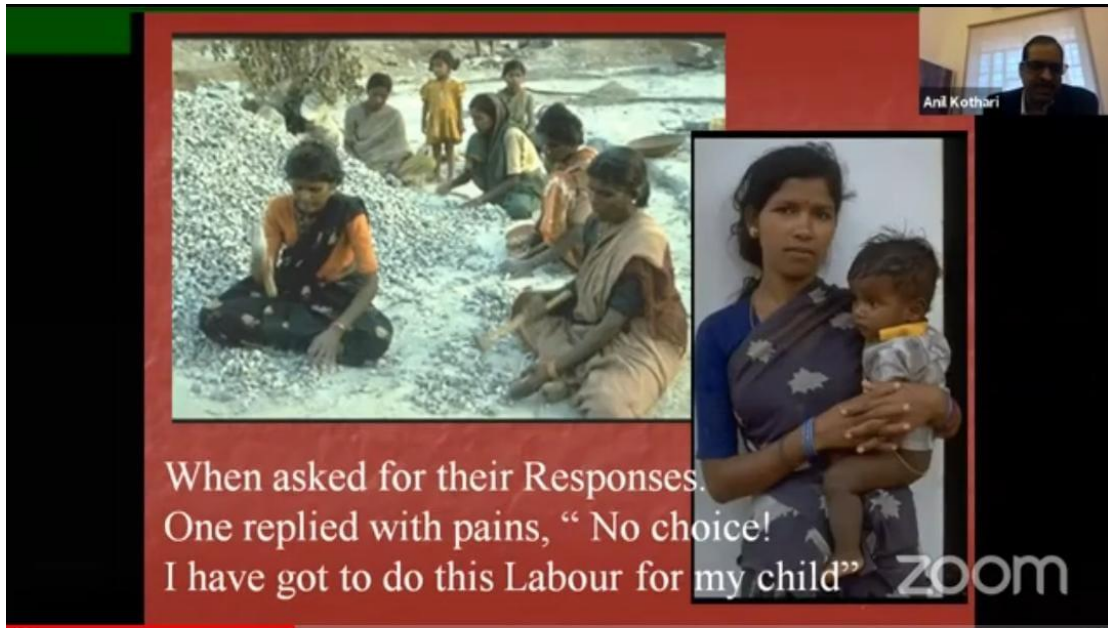 Anil Kothari
When asked for their Responses.
One replied with pains, “ No choice!
I have got to do this Labour for my child”
zoom